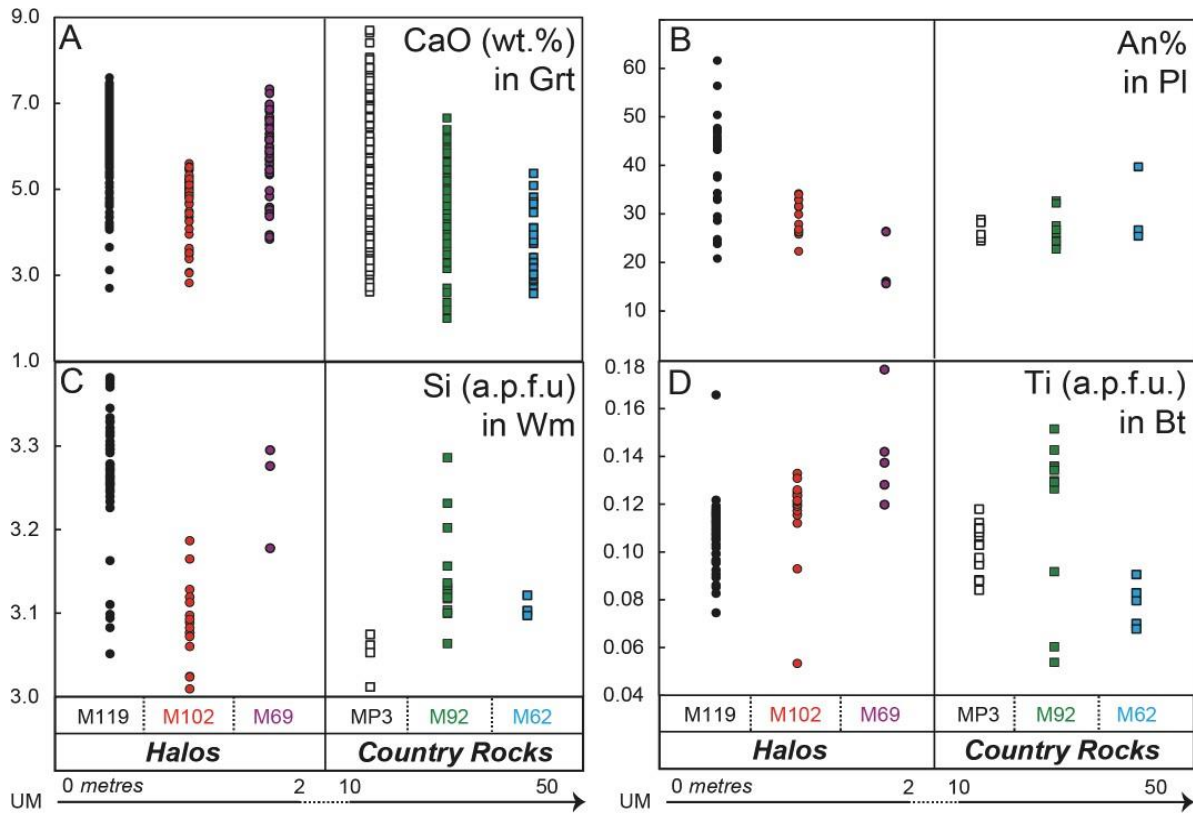 A
CaO (wt.%)
in Grt
9.0
7.0
5.0
3.0
1.0
B
An%
in Pl
60
50
40
30
20
10
C
Si (a.p.f.u)
in Wm
3.3
3.2
3.1
3.0
D
Ti (a.p.f.u.)
in Bt
0.18
0.16
0.14
0.12
0.10
0.08
0.06
0.04
M119 M102 M69 MP3 M92 M62
Halos Country Rocks
0 metres 2 10 50
UM
M119 M102 M69 MP3 M92 M62
Halos Country Rocks
0 metres 2 10 50
UM